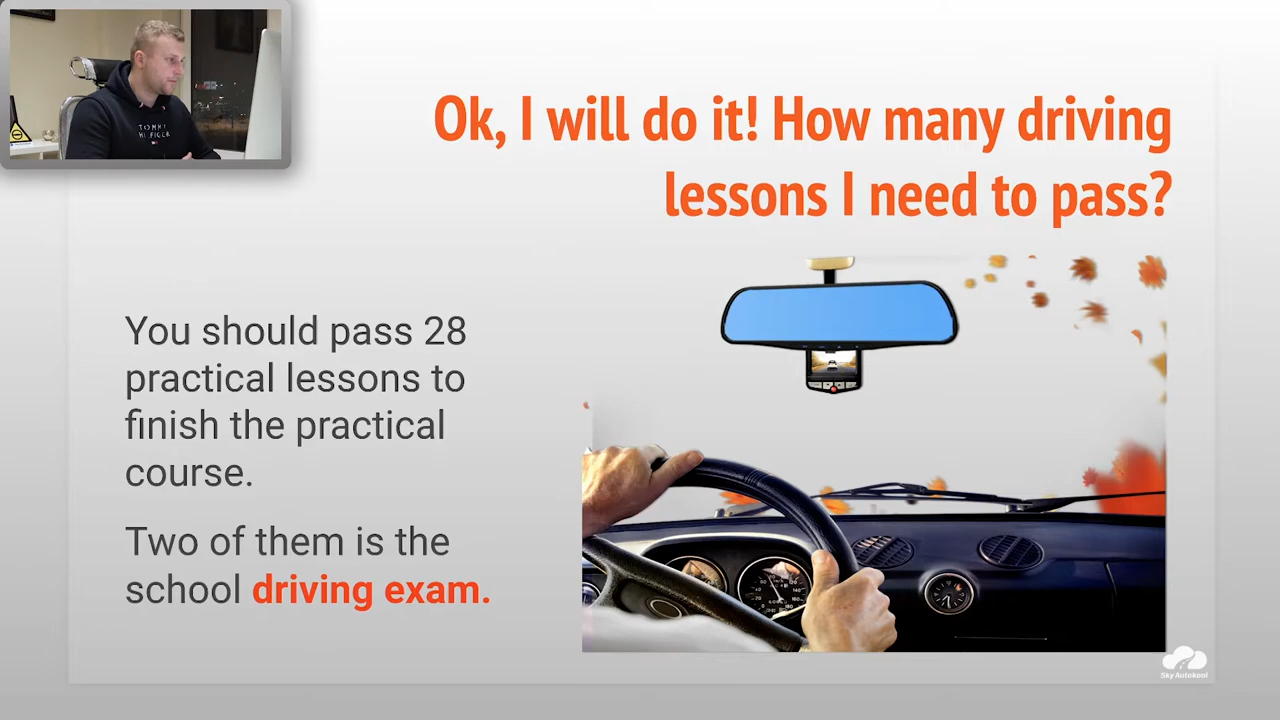 TOMMY
HILFIGER
Ok, I will do it! How many driving
lessons I need to pass?
You should pass 28
practical lessons to
finish the practical
course.
Two of them is the
school driving exam.
Sky Autokool